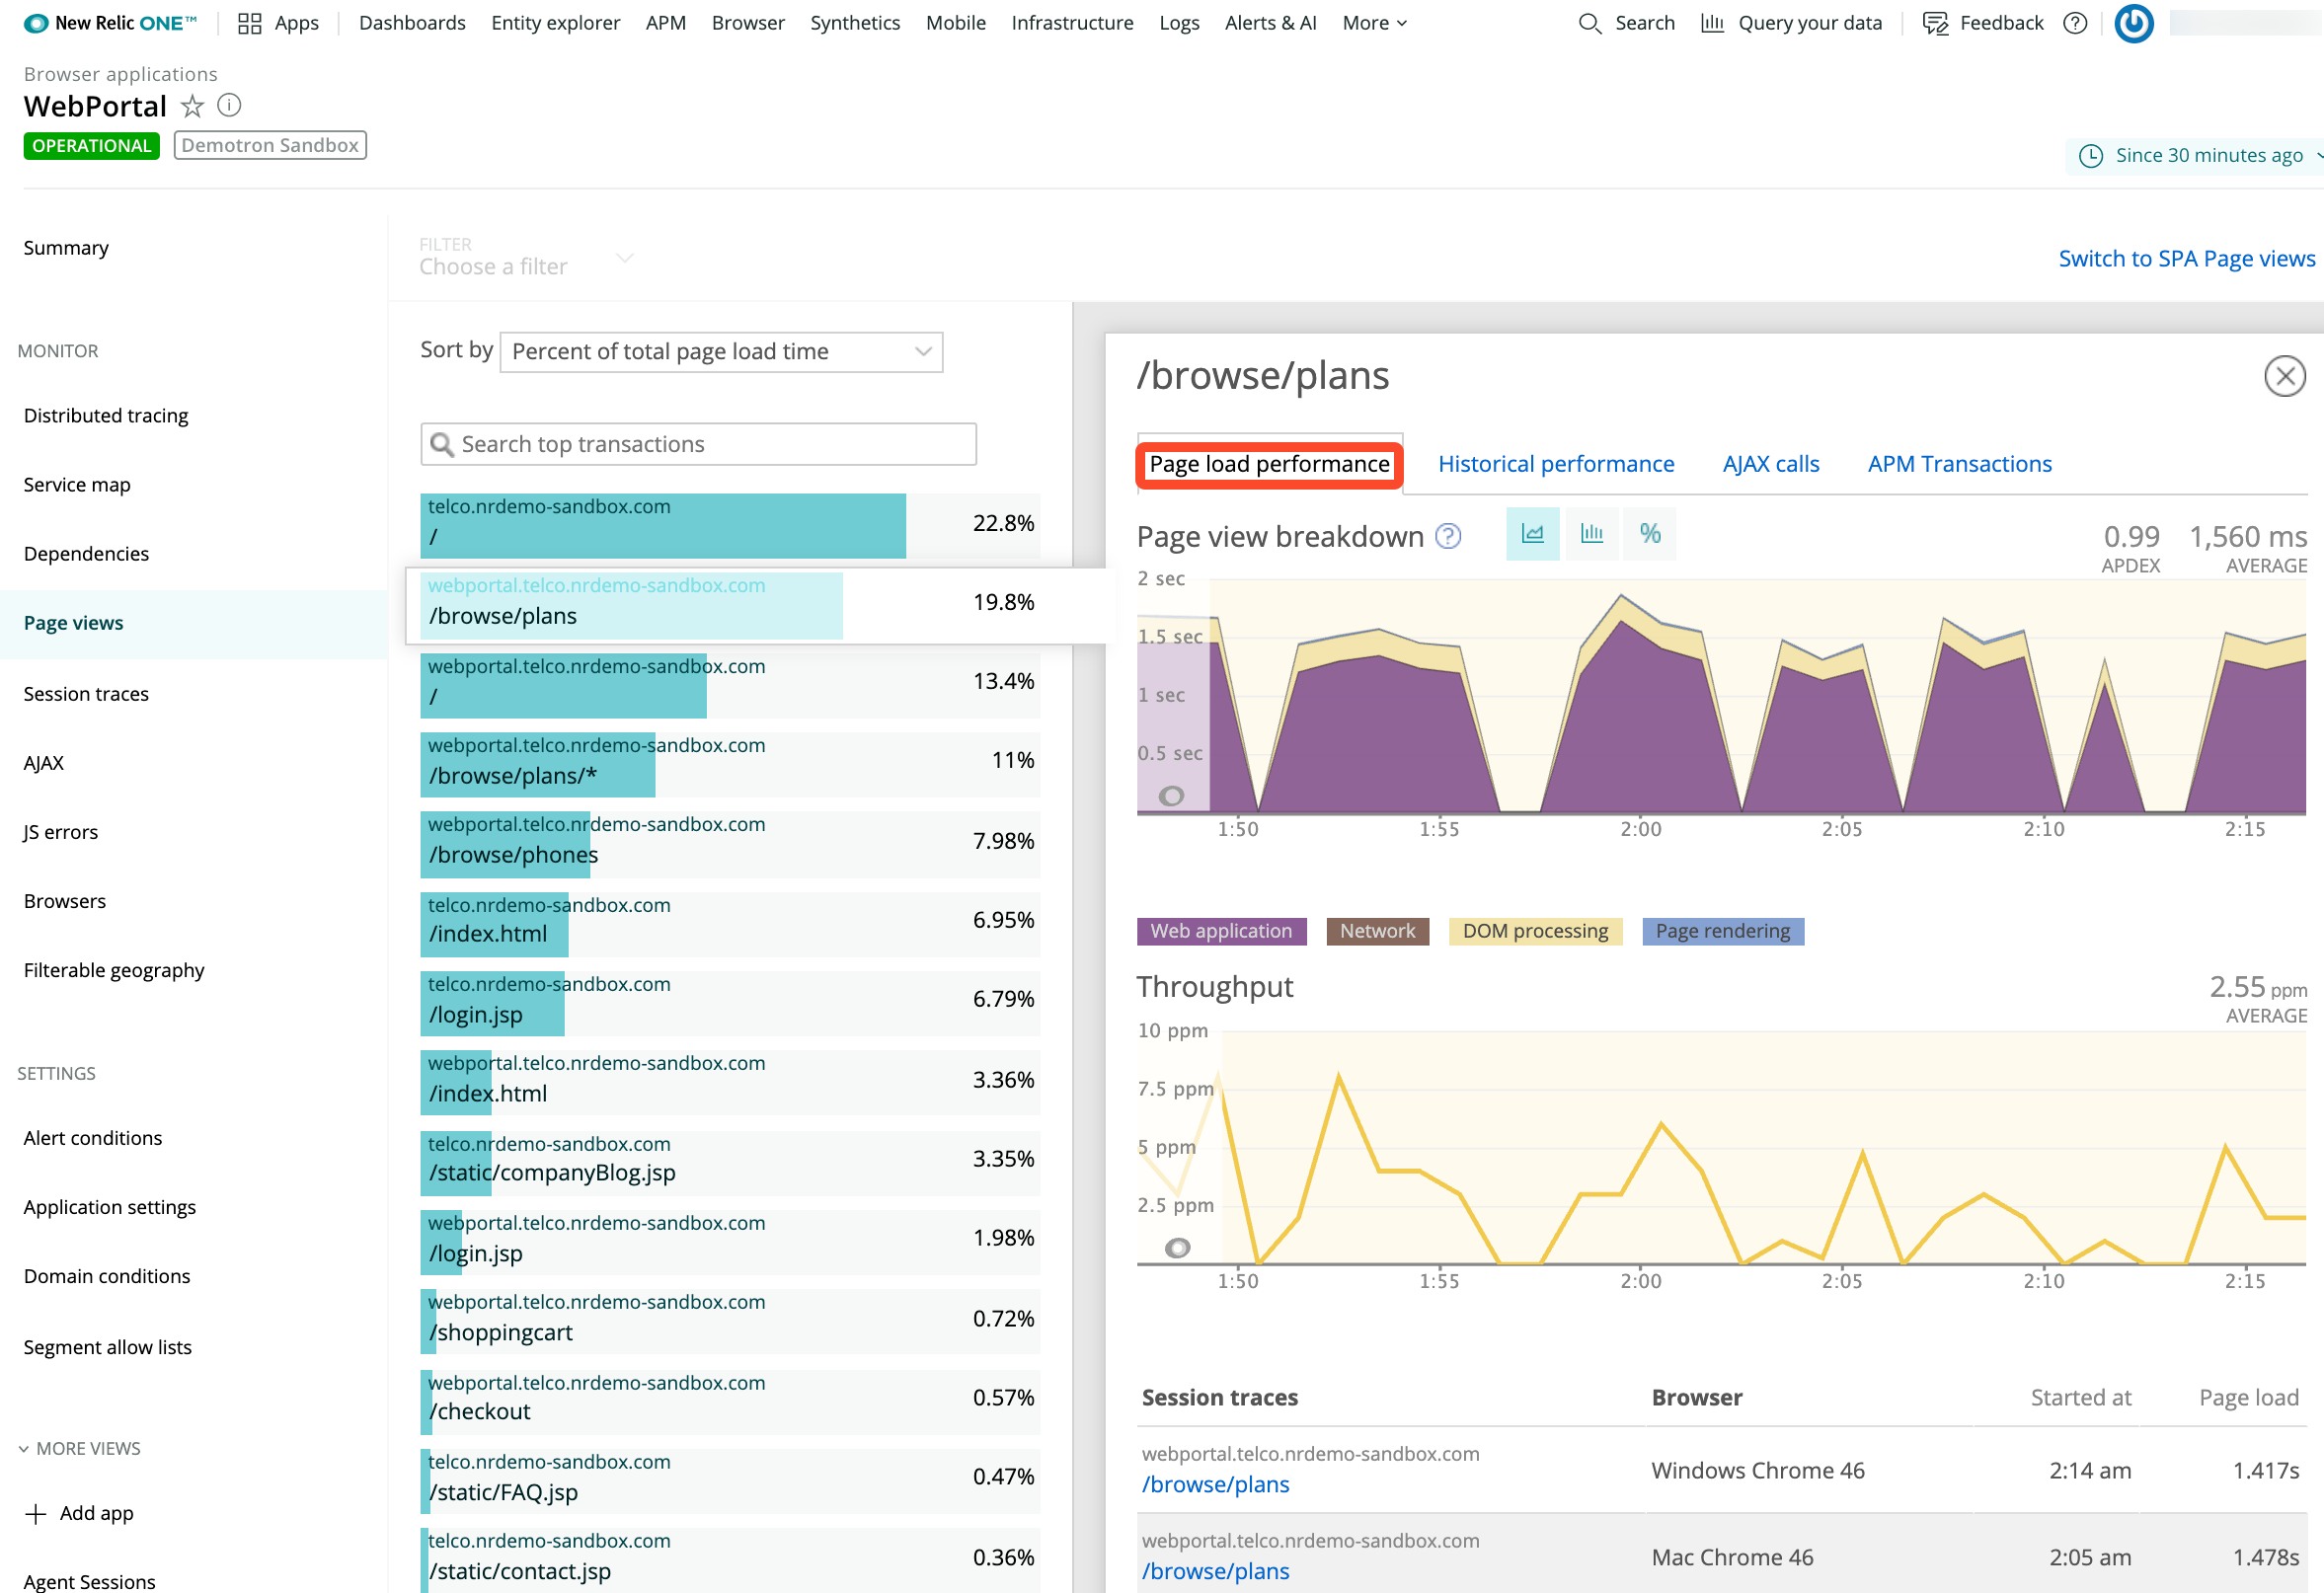 New Relic ONE™ Apps Dashboards Entity explorer APM Browser Synthetics Mobile Infrastructure Logs Alerts & AI More Search Query your data Feedback ?
Browser applications
WebPortal
OPERATIONAL Demotron Sandbox
Since 30 minutes ago
Summary
MONITOR
Distributed tracing
Service map
Dependencies
Page views
Session traces
AJAX
JS errors
Browsers
Filterable geography
SETTINGS
Alert conditions
Application settings
Domain conditions
Segment allow lists
MORE VIEWS
Add app
Agent Sessions
FILTER
Choose a filter
Switch to SPA Page views
Sort by Percent of total page load time
Search top transactions
telco.nrdemo-sandbox.com
/ 22.8%
webportal.telco.nrdemo-sandbox.com
/browse/plans 19.8%
webportal.telco.nrdemo-sandbox.com
/ 13.4%
webportal.telco.nrdemo-sandbox.com
/browse/plans/* 11%
webportal.telco.nrdemo-sandbox.com
/browse/phones 7.98%
telco.nrdemo-sandbox.com
/index.html 6.95%
telco.nrdemo-sandbox.com
/login.jsp 6.79%
webportal.telco.nrdemo-sandbox.com
/index.html 3.36%
telco.nrdemo-sandbox.com
/static/companyBlog.jsp 3.35%
webportal.telco.nrdemo-sandbox.com
/login.jsp 1.98%
webportal.telco.nrdemo-sandbox.com
/shoppingcart 0.72%
webportal.telco.nrdemo-sandbox.com
/checkout 0.57%
telco.nrdemo-sandbox.com
/static/FAQ.jsp 0.47%
telco.nrdemo-sandbox.com
/static/contact.jsp 0.36%
/browse/plans
Page load performance Historical performance AJAX calls APM Transactions
Page view breakdown ? % 0.99 1,560 ms
APDEX AVERAGE
2 sec
1.5 sec
1 sec
0.5 sec
1:50 1:55 2:00 2:05 2:10 2:15
Web application Network DOM processing Page rendering
Throughput 2.55 ppm
AVERAGE
10 ppm
7.5 ppm
5 ppm
2.5 ppm
1:50 1:55 2:00 2:05 2:10 2:15
Session traces Browser Started at Page load
webportal.telco.nrdemo-sandbox.com
/browse/plans Windows Chrome 46 2:14 am 1.417s
webportal.telco.nrdemo-sandbox.com
/browse/plans Mac Chrome 46 2:05 am 1.478s